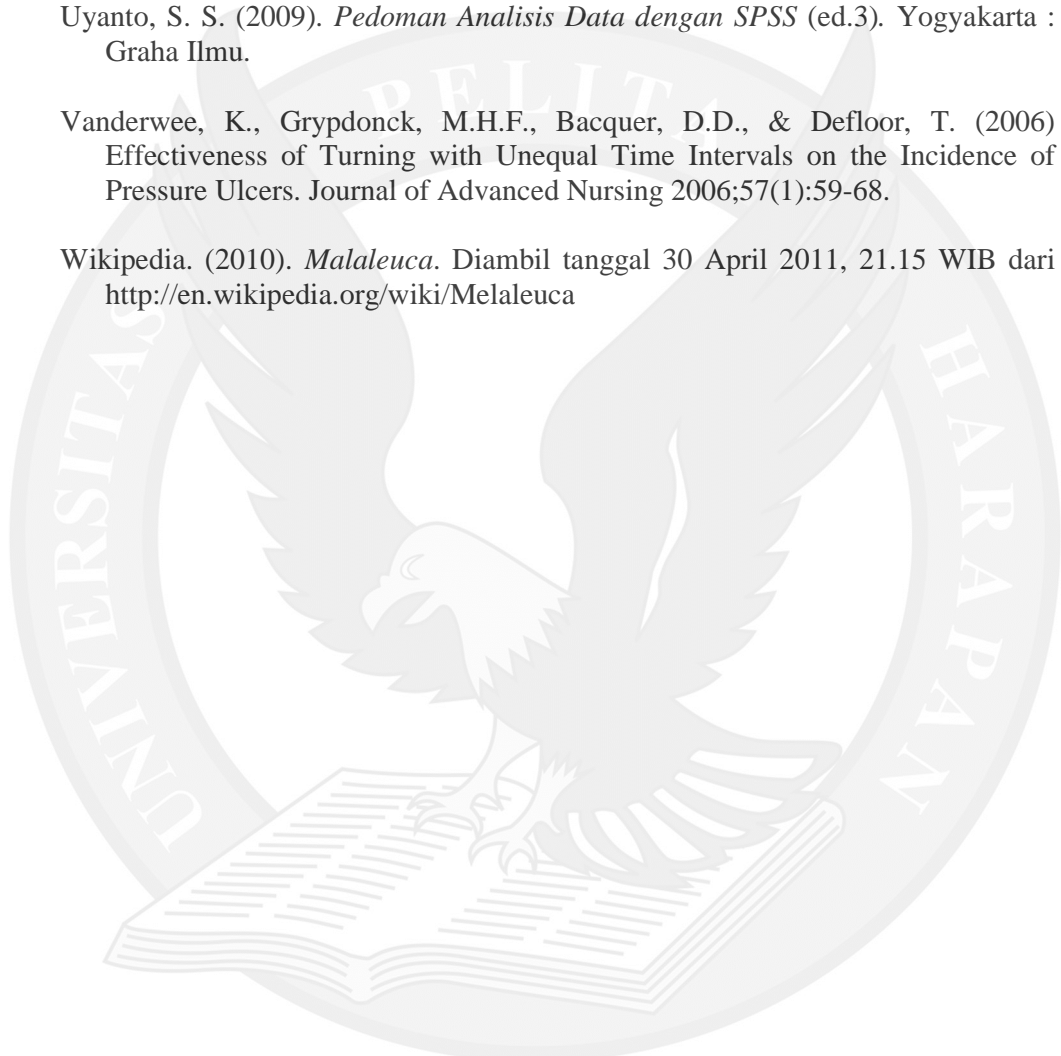 Uyanto, S. S. (2009). Pedoman Analisis Data dengan SPSS (ed.3). Yogyakarta :
Graha Ilmu.
Vanderwee, K., Grypdonck, M.H.F., Bacquer, D.D., & Defloor, T. (2006)
Effectiveness of Turning with Unequal Time Intervals on the Incidence of
Pressure Ulcers. Journal of Advanced Nursing 2006;57(1):59-68.
Wikipedia. (2010). Malaleuca. Diambil tanggal 30 April 2011, 21.15 WIB dari
http://en.wikipedia.org/wiki/Melaleuca
UNIVERSITAS PELITA HARAPAN